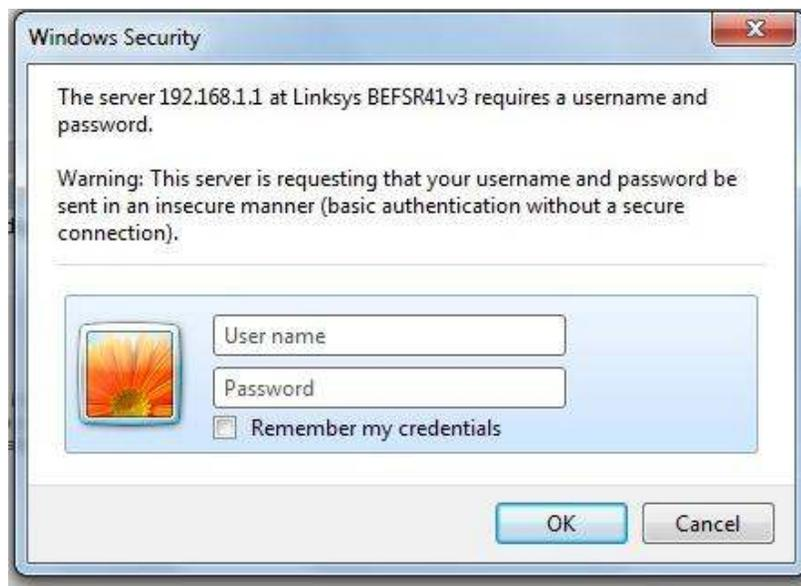 Windows Security
The server 192.168.1.1 at Linksys BEFSR41v3 requires a username and
password.
Warning: This server is requesting that your username and password be
sent in an insecure manner (basic authentication without a secure
connection).
User name
Password
Remember my credentials
OK
Cancel